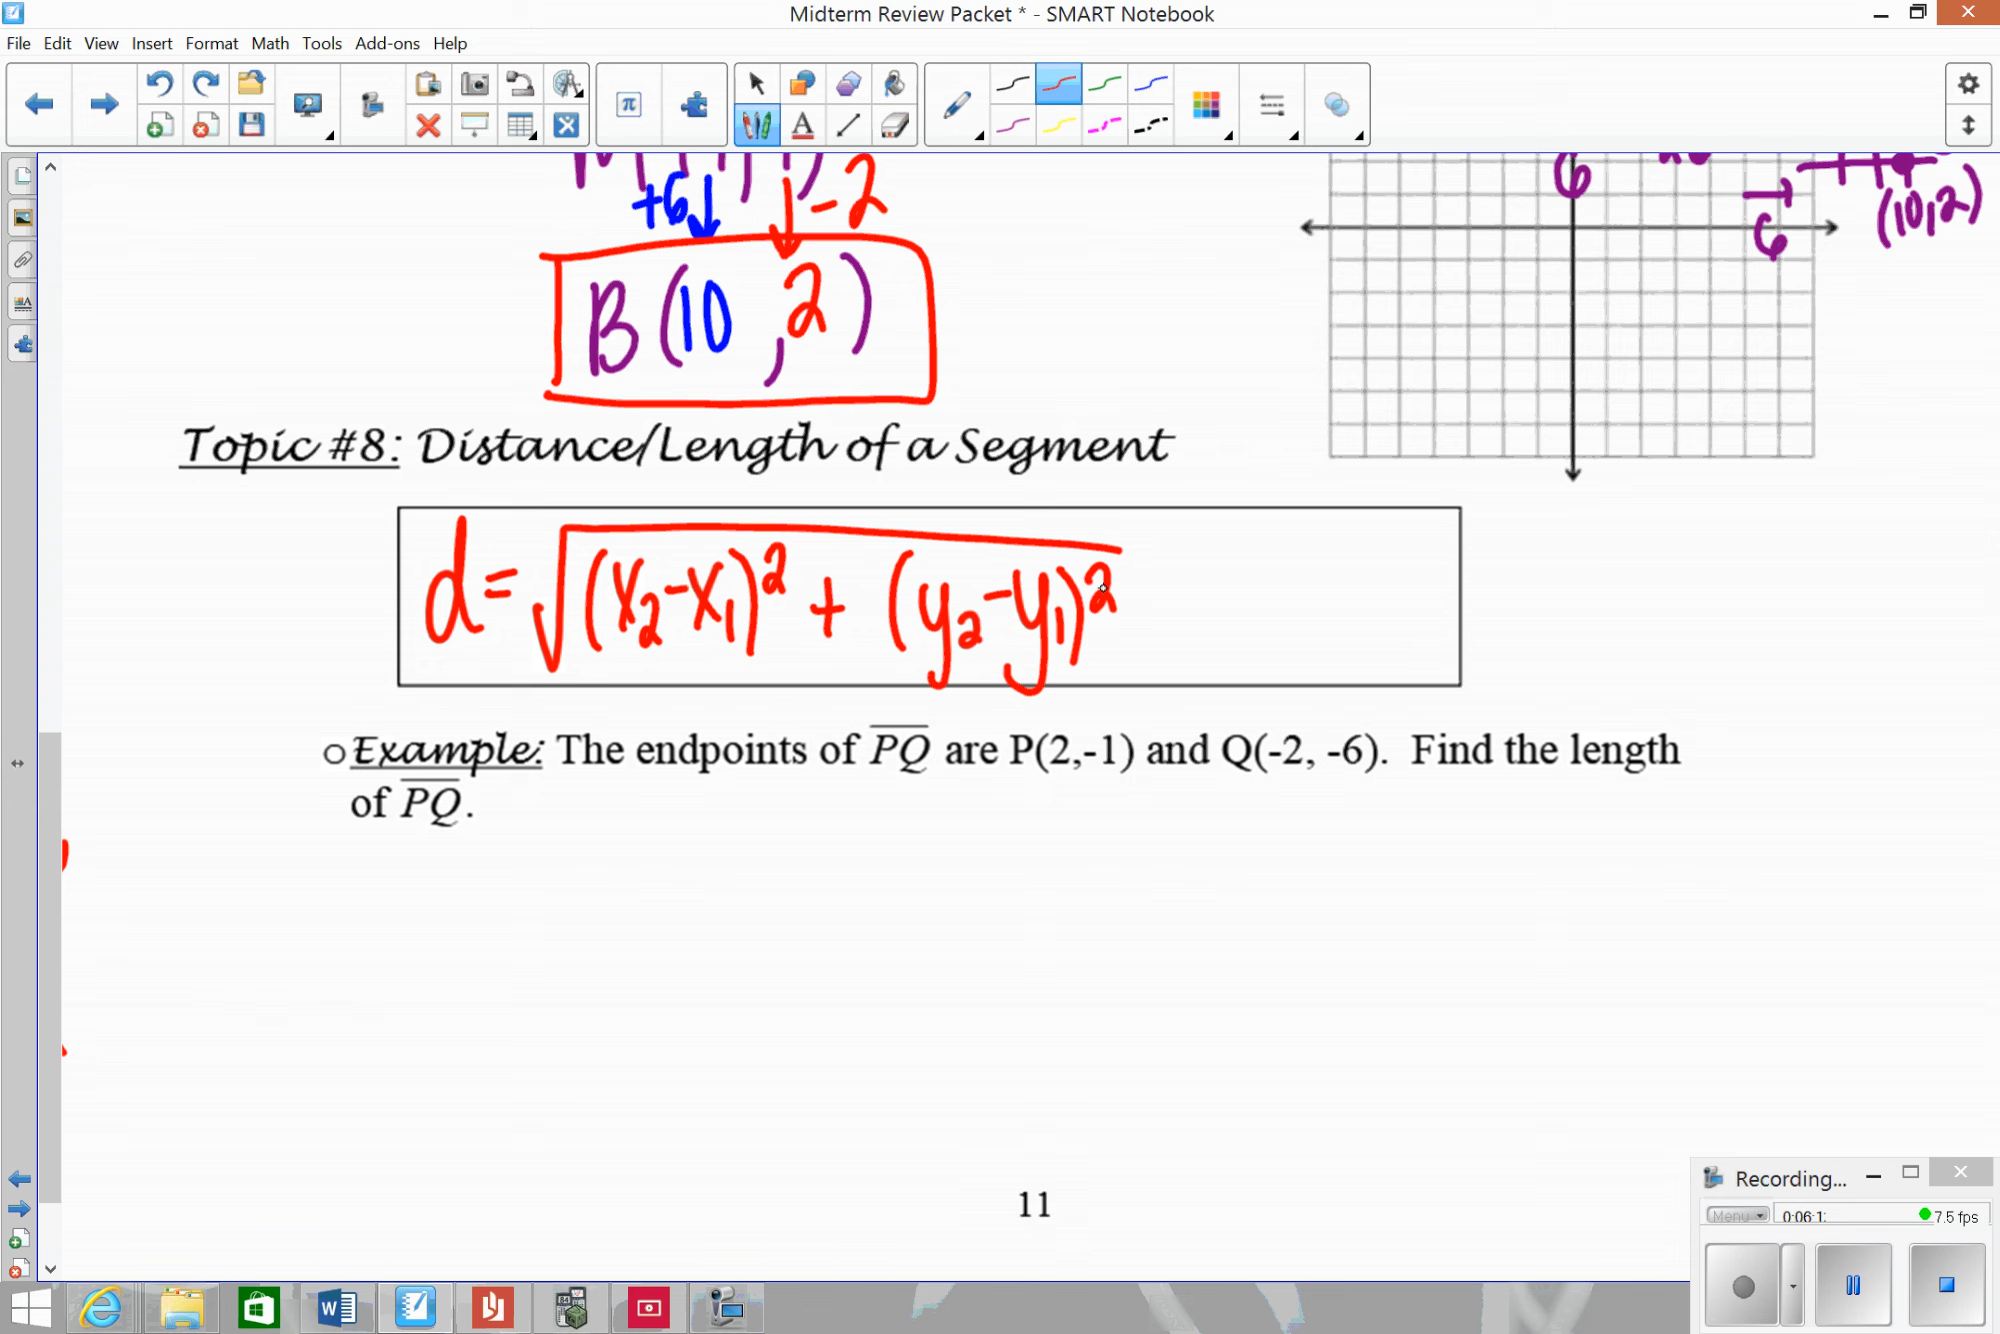 Midterm Review Packet * - SMART Notebook
File Edit View Insert Format Math Tools Add-ons Help
+6 - 2
6
6
(10,2)
B (10 , 2)
Topic #8: Distance/Length of a Segment
d = √(x₂-x₁)² + (y₂-y₁)²
o Example: The endpoints of PQ are P(2,-1) and Q(-2, -6). Find the length
of PQ.
11
Recording...
Menu 0:06:1 7.5 fps